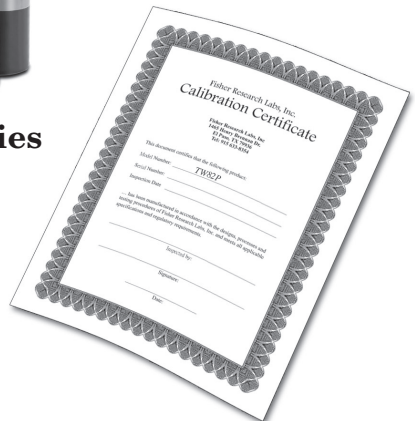 ies
Fisher Research Labs, Inc.
Calibration Certificate
Fisher Research Labs, Inc
1465 Henry Brennan Dr.
El Paso, TX 79936
Tel: 915 633-8354
This document certifies that the following product:
Model Number: TW82P
Serial Number:
Inspection Date
... has been manufactured in accordance with the designs, processes and
testing procedures of Fisher Research Labs, Inc. and meets all applicable
specifications and regulatory requirements.
Inspected by:
Signature:
Date: